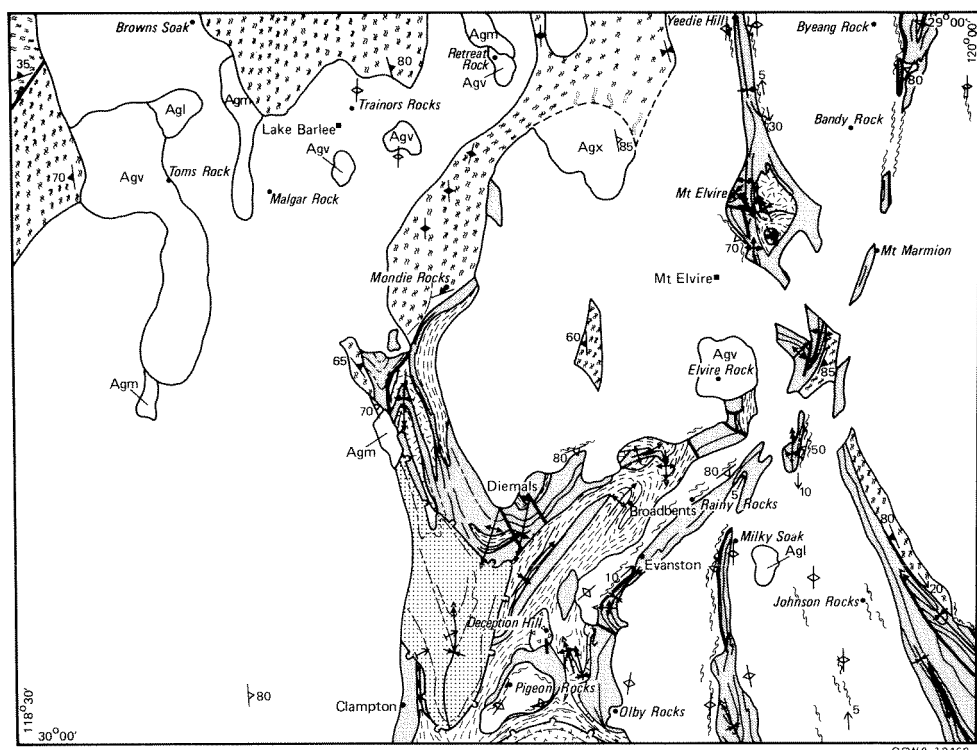 Browns Soak
Agm
Retreat
Rock
Agv
Yeedie Hill
Byeang Rock
29°00'
120°00'
35
80
5
80
Agl
Agm
Trainors Rocks
30
Bandy Rock
Lake Barlee
Agv
Agx
85
Agv
70
Agv
Toms Rock
Malgar Rock
Mt Elvire
70
Mt Marmion
Mondie Rocks
Mt Elvire
60
65
Agv
Elvire Rock
85
Agm
70
Agm
50
80
10
Diemals
80
Broadbents
5
Rainy Rocks
80
Milky Soak
Agl
Evanston
10
20
Johnson Rocks
Deception Hill
118°30'
80
Clampton
Pigeon Rocks
Olby Rocks
5
30°00'